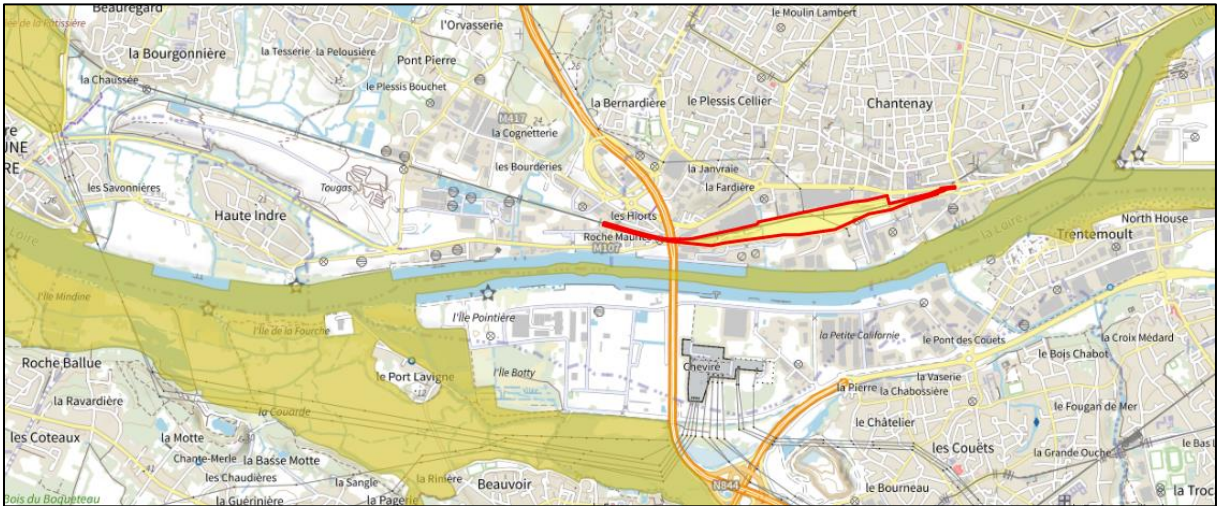 Beauregard
l'Orvasserie
le Moulin Lambert
la Bourgonnière
la Tesserie
la Pelousière
Pont Pierre
la Chaussée
le Plessis Bouchet
la Bernardière
le Plessis Cellier
Chantenay
M417
la Cognetterie
les Bourderies
la Janvraie
la Fardière
les Savonnières
Tougas
Haute Indre
les Hiorts
Roche Maurice
M107
North House
Trentemoult
la Loire
Loire
l'Île Mindine
l'Île de la Fourche
l'Île Pointière
la Petite Californie
le Pont des Couëts
la Croix Médard
Roche Ballue
le Port Lavigne
l'Île Botty
Cheviré
le Bois Chabot
la Vaserie
la Pierre
la Chabossière
la Ravardière
la Couarde
le Fougan de Mer
le Châtelier
les Coteaux
la Motte
Chante-Merle
la Basse Motte
les Couëts
la Grande Ouche
le Bas L
les Chaudières
la Sangle
la Rinière
Beauvoir
N844
le Bourneau
la Troc
Bois du Boqueteau
la Guérinière
la Pagerie